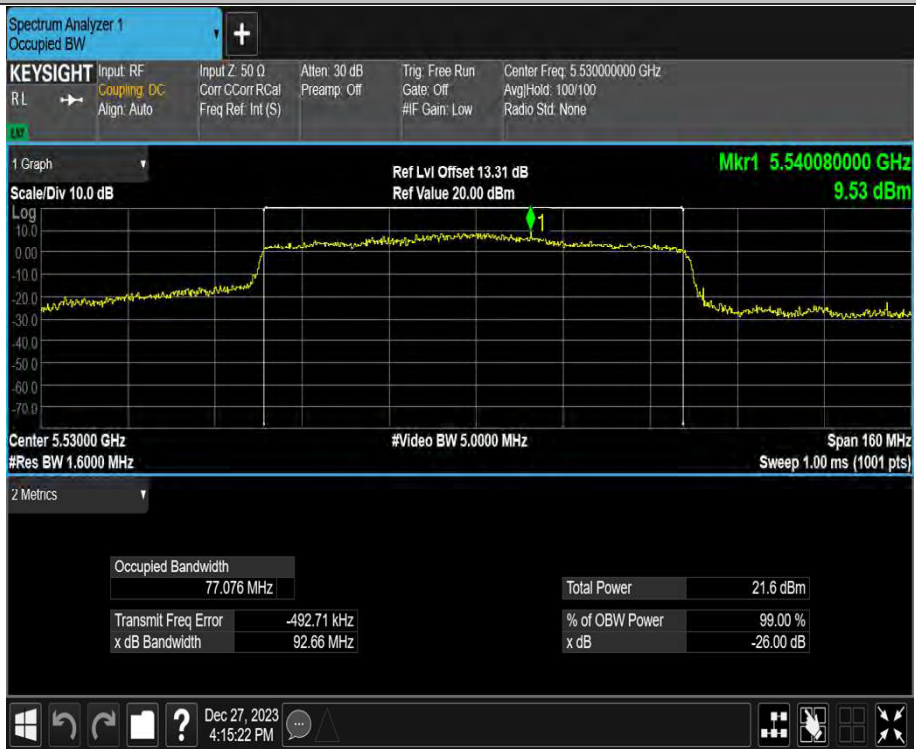 Spectrum Analyzer 1
Occupied BW
+
KEYSIGHT
RL
Input: RF
Coupling: DC
Align: Auto
Input Z: 50 Ω
Corr CCorr RCal
Freq Ref: Int (S)
Atten: 30 dB
Preamp: Off
Trig: Free Run
Gate: Off
#IF Gain: Low
Center Freq: 5.530000000 GHz
Avg|Hold: 100/100
Radio Std: None
1 Graph
Scale/Div 10.0 dB
Ref Lvl Offset 13.31 dB
Ref Value 20.00 dBm
Mkr1 5.540080000 GHz
9.53 dBm
Log
10.0
0.00
-10.0
-20.0
-30.0
-40.0
-50.0
-60.0
-70.0
1
Center 5.53000 GHz
#Video BW 5.0000 MHz
Span 160 MHz
#Res BW 1.6000 MHz
Sweep 1.00 ms (1001 pts)
2 Metrics
Occupied Bandwidth
77.076 MHz
Total Power 21.6 dBm
Transmit Freq Error -492.71 kHz
% of OBW Power 99.00 %
x dB Bandwidth 92.66 MHz
x dB -26.00 dB
?
Dec 27, 2023
4:15:22 PM